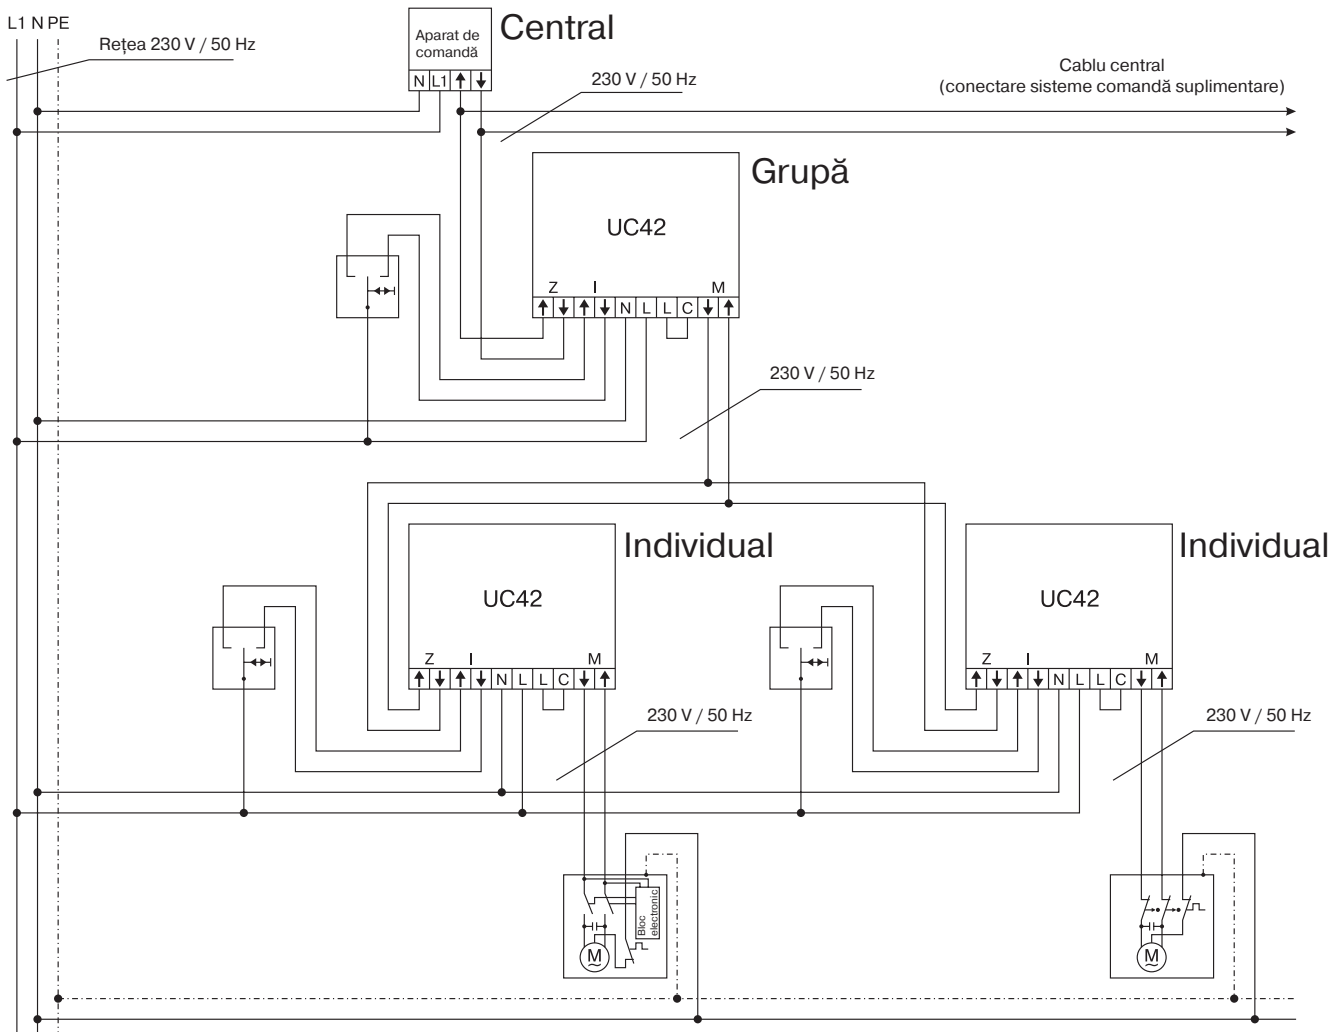 L1 N PE
Rețea 230 V / 50 Hz
Aparat de
comandă
N L1
Central
230 V / 50 Hz
Cablu central
(conectare sisteme comandă suplimentare)
Grupă
UC42
Z I M
N L L C
230 V / 50 Hz
Individual
UC42
Z I M
N L L C
230 V / 50 Hz
Individual
UC42
Z I M
N L L C
230 V / 50 Hz
Bloc
electronic
M
M